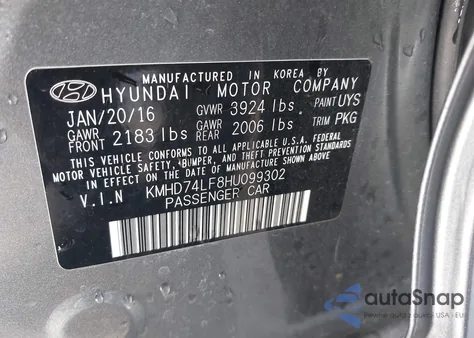 MANUFACTURED IN KOREA BY
HYUNDAI MOTOR COMPANY
JAN/20/16 GVWR 3924 lbs PAINT UYS
GAWR FRONT 2183 lbs GAWR REAR 2006 lbs TRIM PKG
THIS VEHICLE CONFORMS TO ALL APPLICABLE FEDERAL
MOTOR VEHICLE SAFETY, BUMPER, AND THEFT PREVENTION
STANDARDS IN EFFECT ON THE DATE OF MANUFACTURE SHOWN ABOVE.
V.I.N KMHD74LF8HU099302
PASSENGER CAR
autoSnap